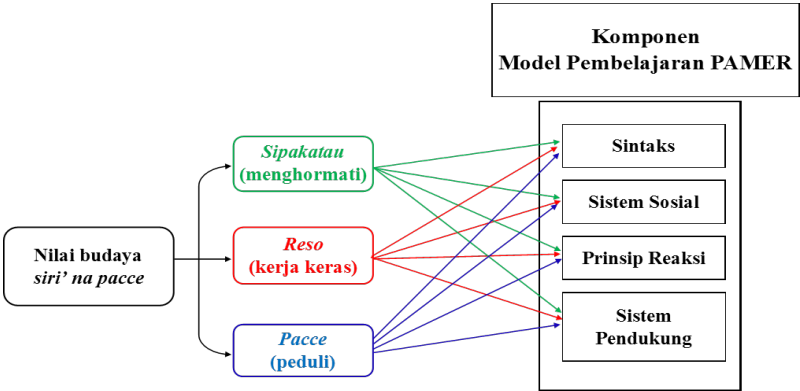 Komponen
Model Pembelajaran PAMER
Nilai budaya
siri’ na pacce
Sipakatau
(menghormati)
Reso
(kerja keras)
Pacce
(peduli)
Sintaks
Sistem Sosial
Prinsip Reaksi
Sistem
Pendukung